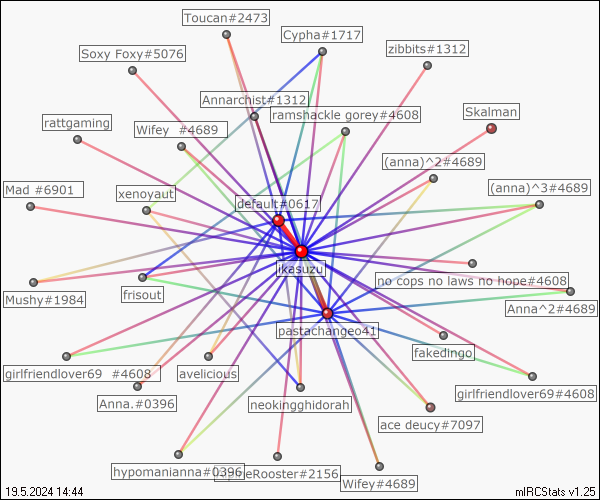 Toucan#2473
Cypha#1717
zibbits#1312
Soxy Foxy#5076
Annarchist#1312
ramshackle gorey#4608
Skalman
rattgaming
Wifey #4689
(anna)^2#4689
Mad #6901
xenoyaut
(anna)^3#4689
default#0617
ikasuzu
no cops no laws no hope#4608
Mushy#1984
frisout
Anna^2#4689
pastachangeo41
fakedingo
girlfriendlover69 #4608
avelicious
girlfriendlover69#4608
Anna.#0396
neokingghidorah
ace deucy#7097
hypomanianna#0396
neRooster#2156
Wifey#4689
19.5.2024 14:44
mIRCStats v1.25